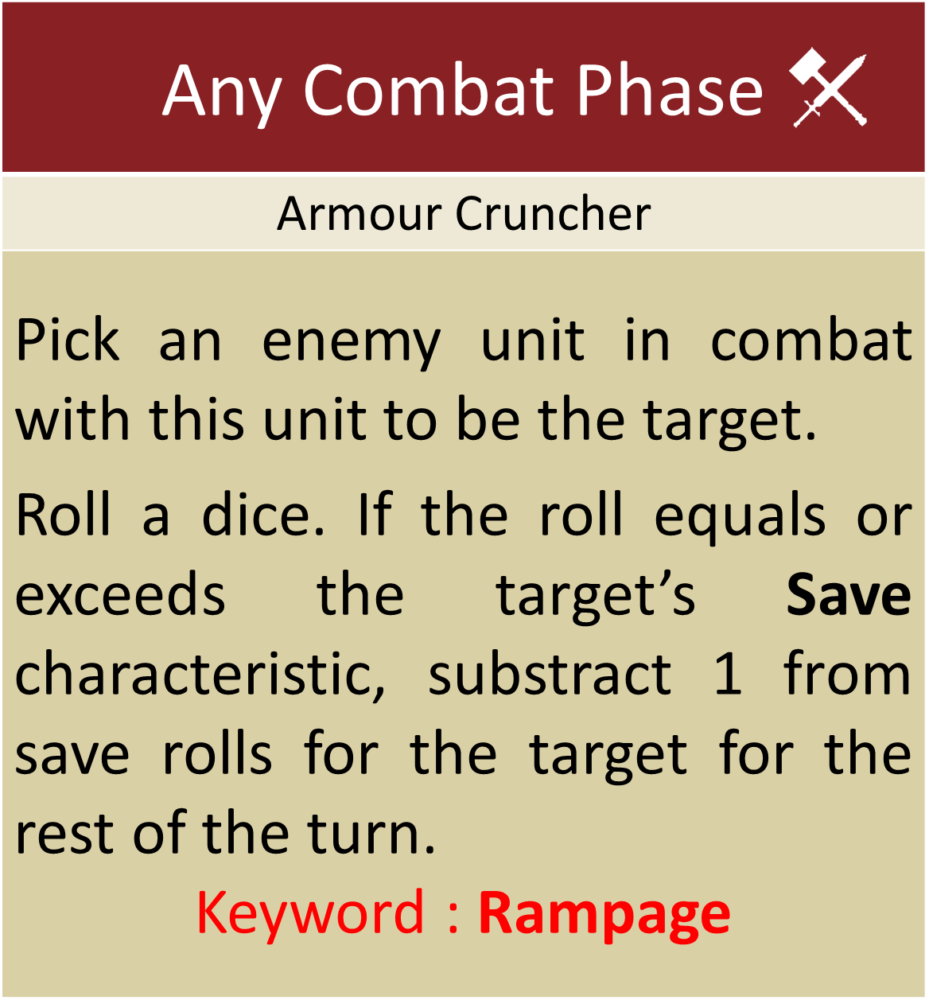 Any Combat Phase
Armour Cruncher
Pick an enemy unit in combat
with this unit to be the target.
Roll a dice. If the roll equals or
exceeds the target’s Save
characteristic, substract 1 from
save rolls for the target for the
rest of the turn.
Keyword : Rampage